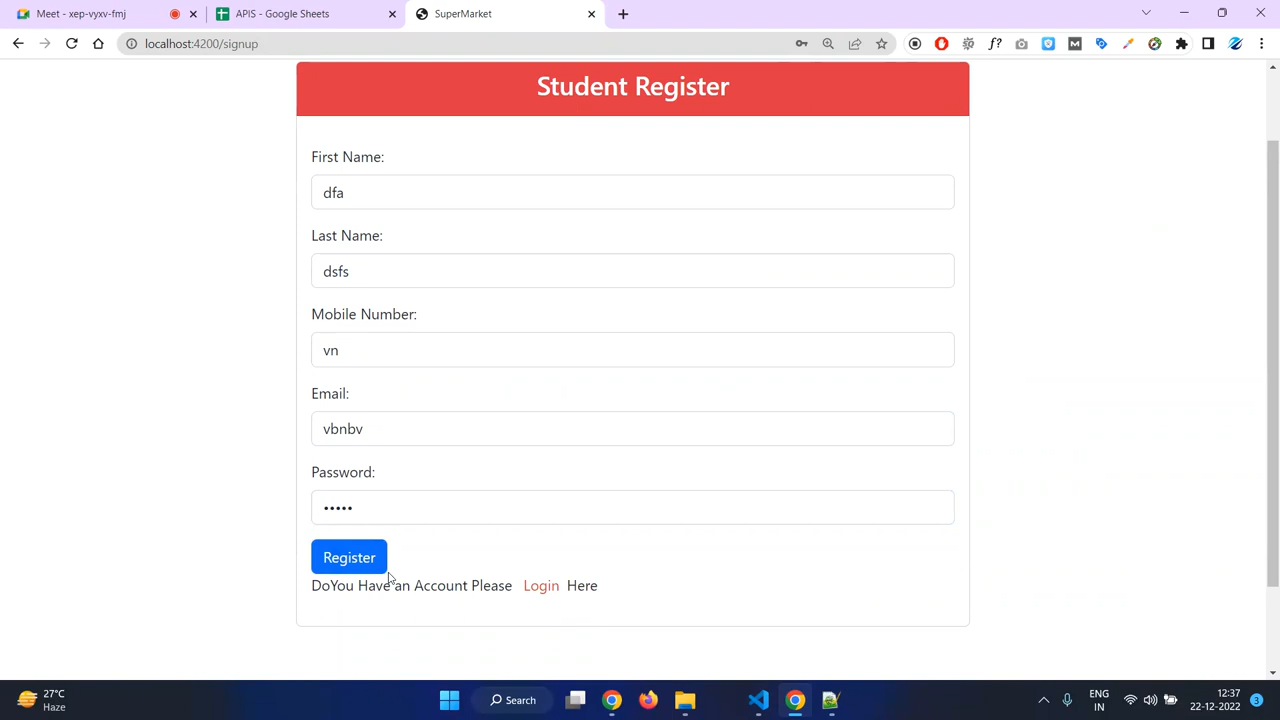 Meet - xep-vyxv-fmj
APIS - Google Sheets
SuperMarket
localhost:4200/signup
Student Register
First Name:
dfa
Last Name:
dsfs
Mobile Number:
vn
Email:
vbnbv
Password:
•••••
Register
DoYou Have an Account Please Login Here
27°C
Haze
Search
ENG
IN
12:37
22-12-2022
3